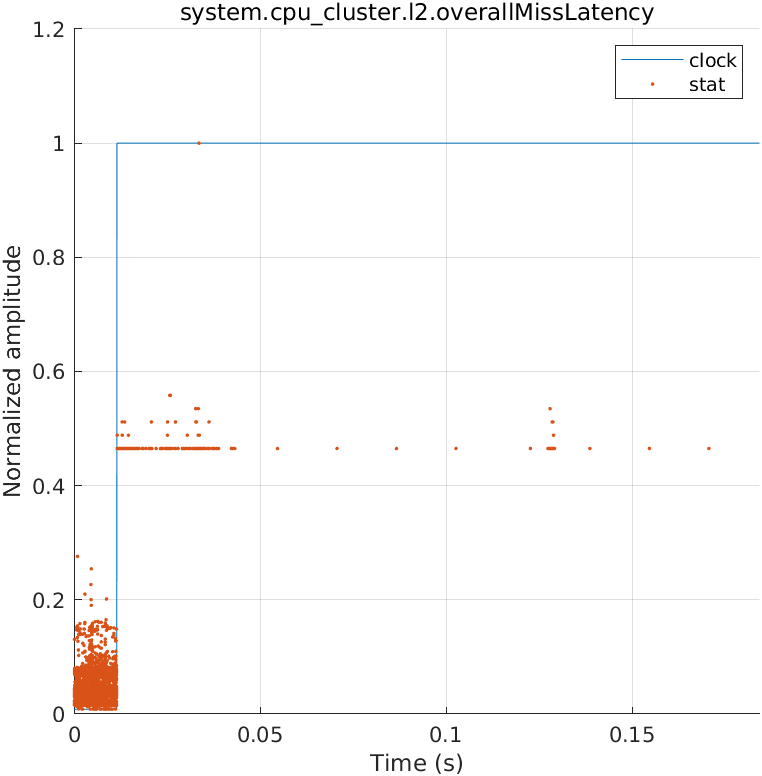 system.cpu_cluster.l2.overallMissLatency
1.2
clock
stat
1
0.8
0.6
0.4
0.2
0
Normalized amplitude
0
0.05
0.1
0.15
Time (s)